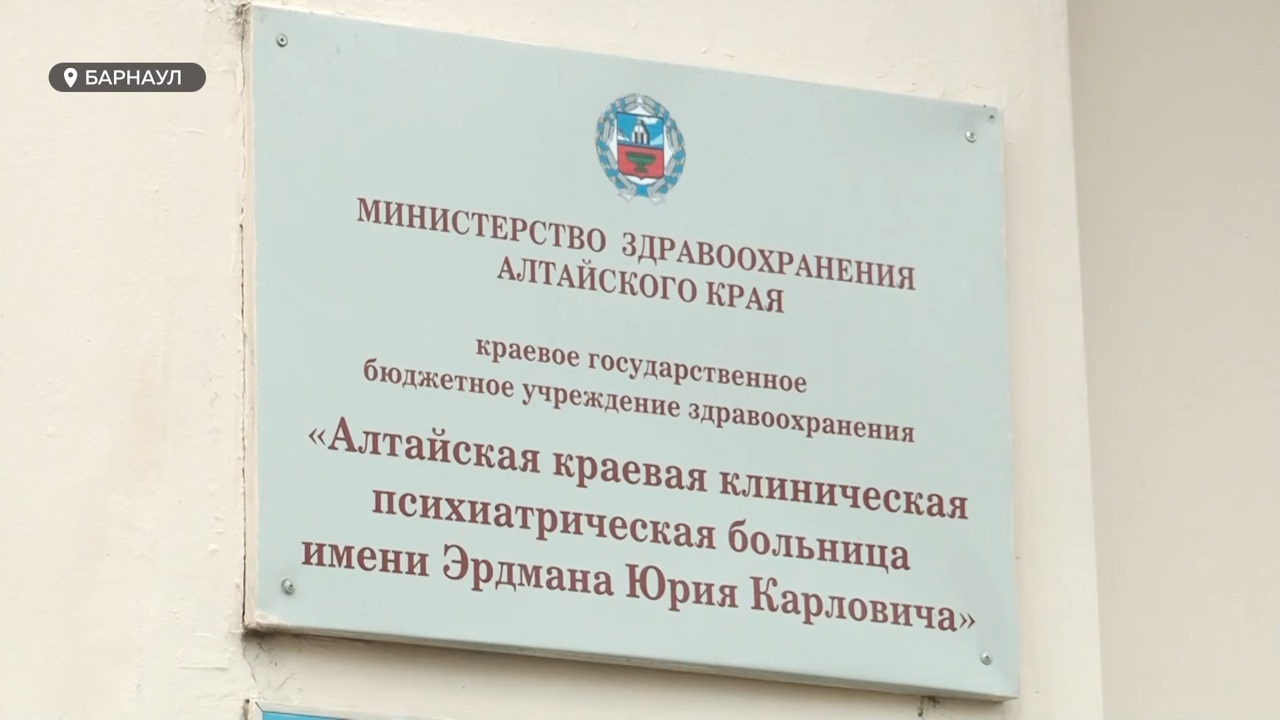 БАРНАУЛ
МИНИСТЕРСТВО ЗДРАВООХРАНЕНИЯ
АЛТАЙСКОГО КРАЯ
краевое государственное
бюджетное учреждение здравоохранения
«Алтайская краевая клиническая
психиатрическая больница
имени Эрдмана Юрия Карловича»